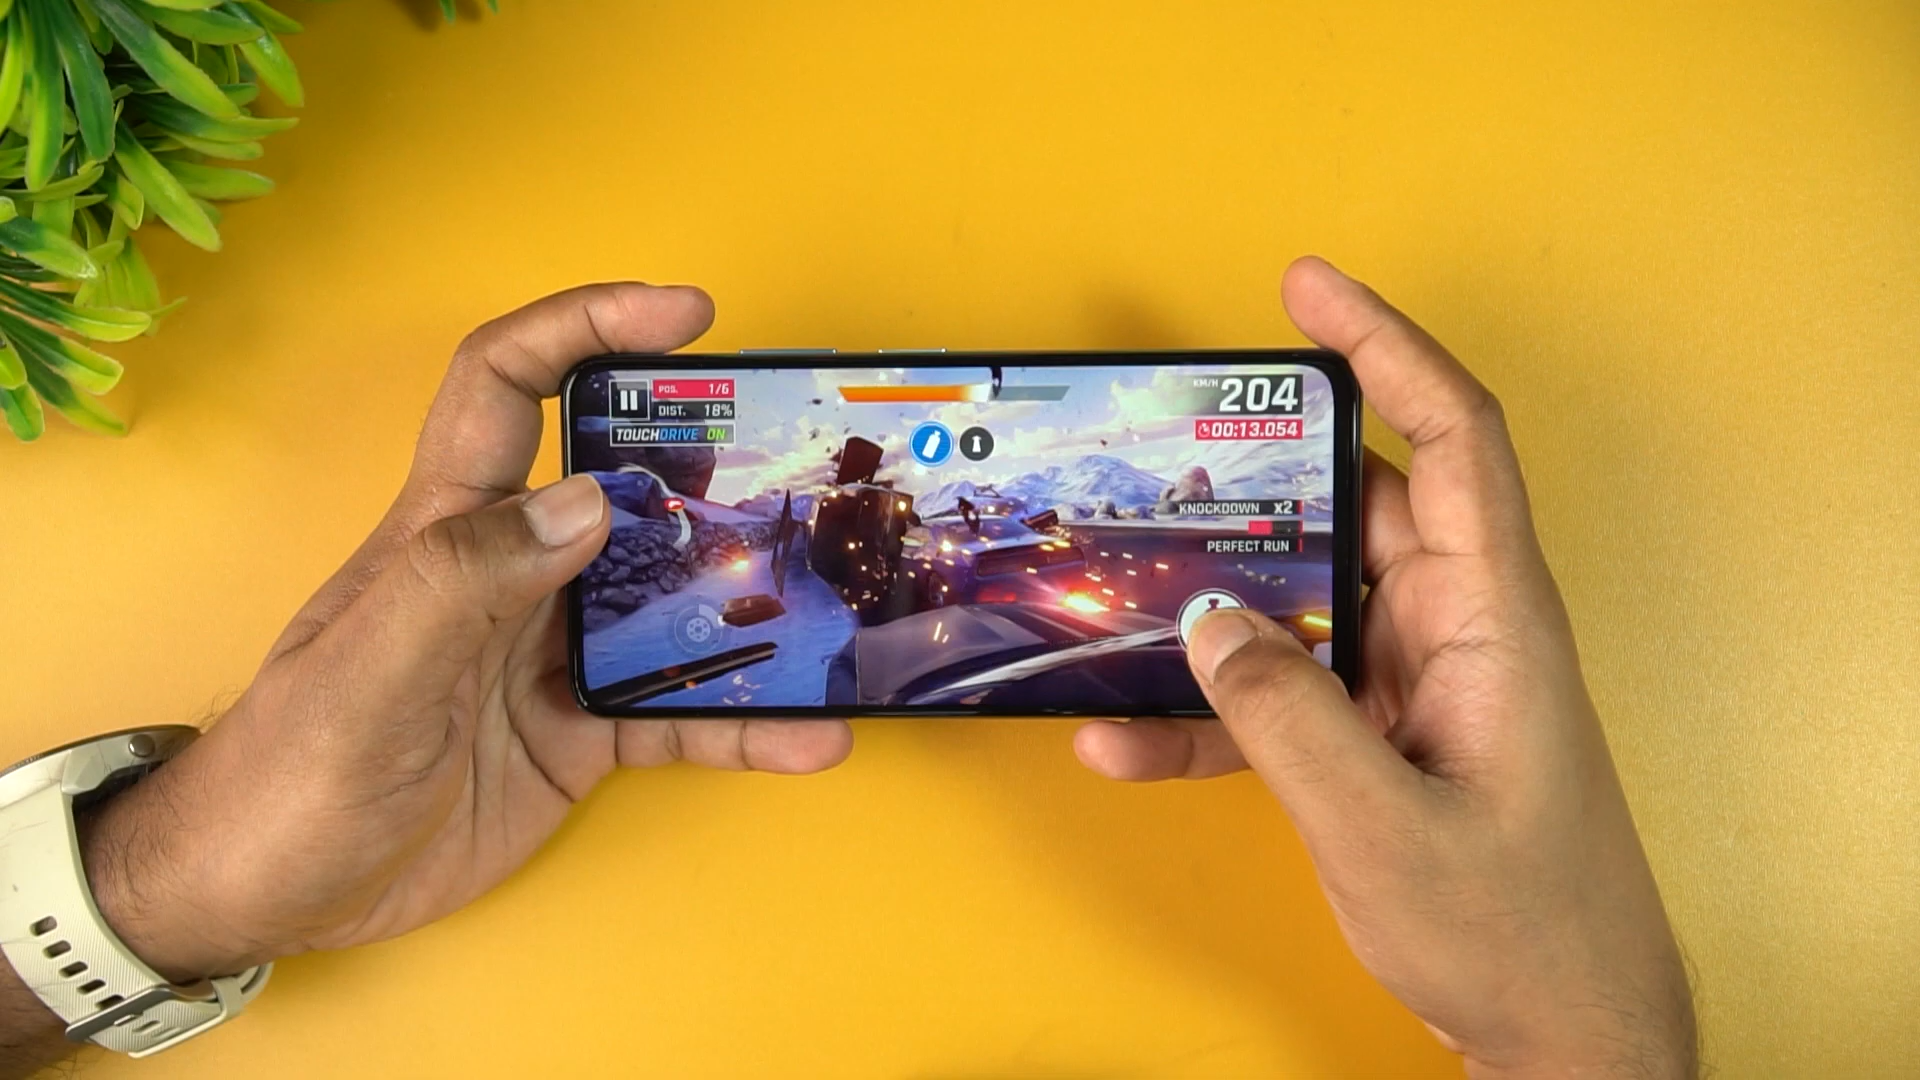 POS. 1/6
DIST. 18%
TOUCHDRIVE ON
KM/H 204
00:13.054
KNOCKDOWN x2
PERFECT RUN